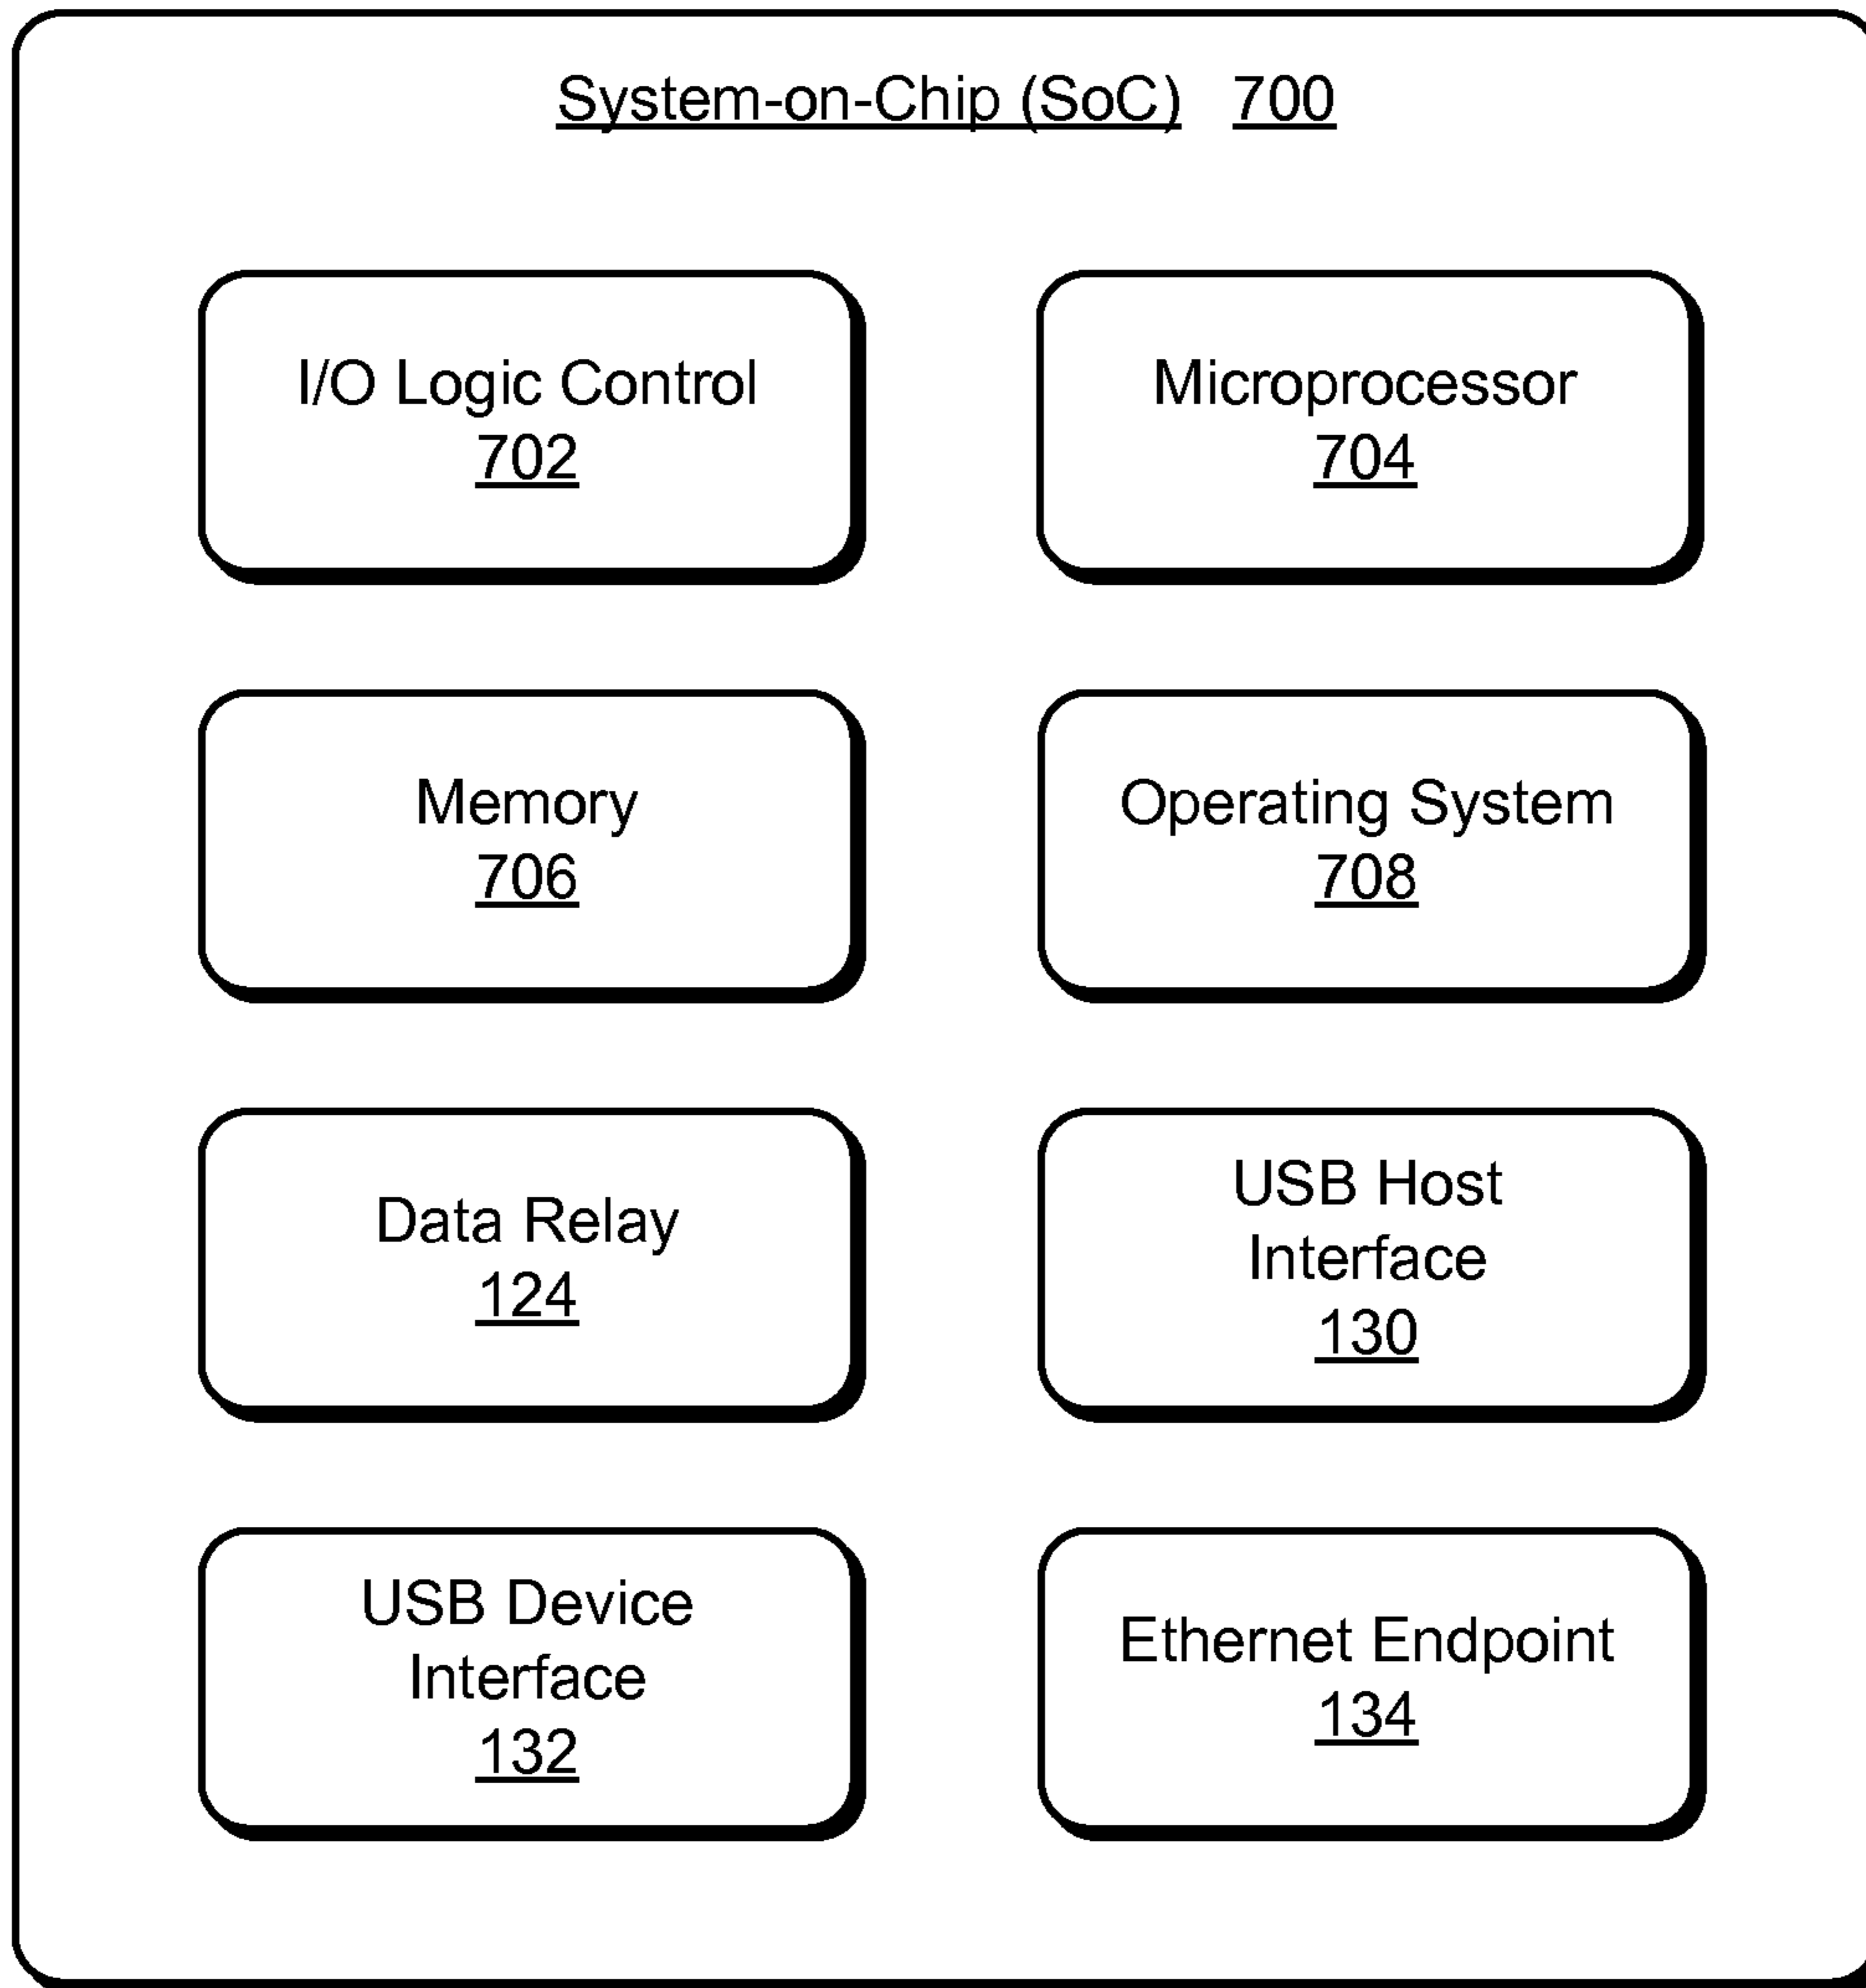 System-on-Chip (SoC) 700
I/O Logic Control
702
Microprocessor
704
Memory
706
Operating System
708
Data Relay
124
USB Host
Interface
130
USB Device
Interface
132
Ethernet Endpoint
134